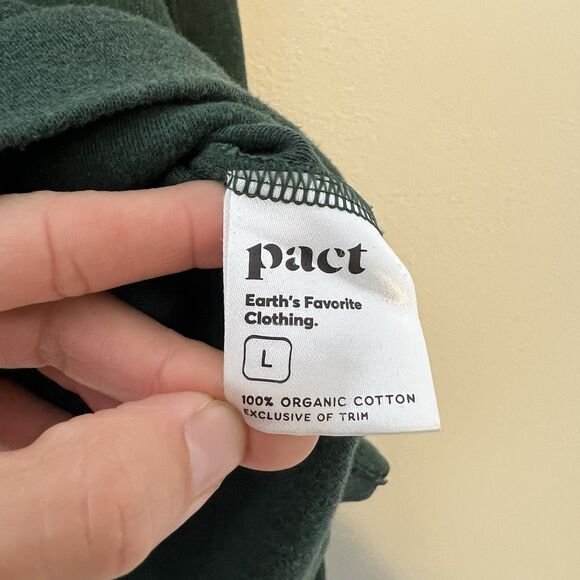 pact
Earth's Favorite
Clothing.
L
100% ORGANIC COTTON
EXCLUSIVE OF TRIM